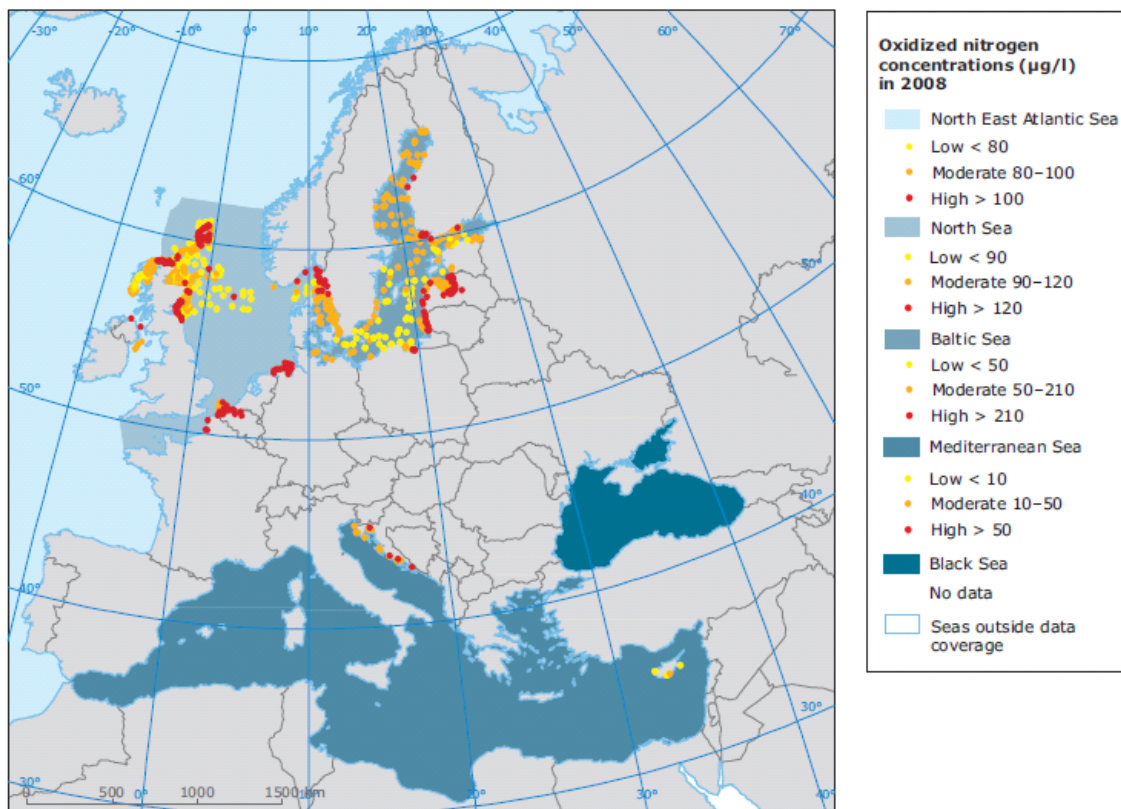 -30°
-20°
-10°
0°
10°
20°
30°
40°
50°
60°
70°
60°
50°
50°
40°
40°
50°
30°
30°
0°
20°
30°
40°
0 500 1000 1500 km
Oxidized nitrogen
concentrations (µg/l)
in 2008
North East Atlantic Sea
Low < 80
Moderate 80–100
High > 100
North Sea
Low < 90
Moderate 90–120
High > 120
Baltic Sea
Low < 50
Moderate 50–210
High > 210
Mediterranean Sea
Low < 10
Moderate 10–50
High > 50
Black Sea
No data
Seas outside data
coverage